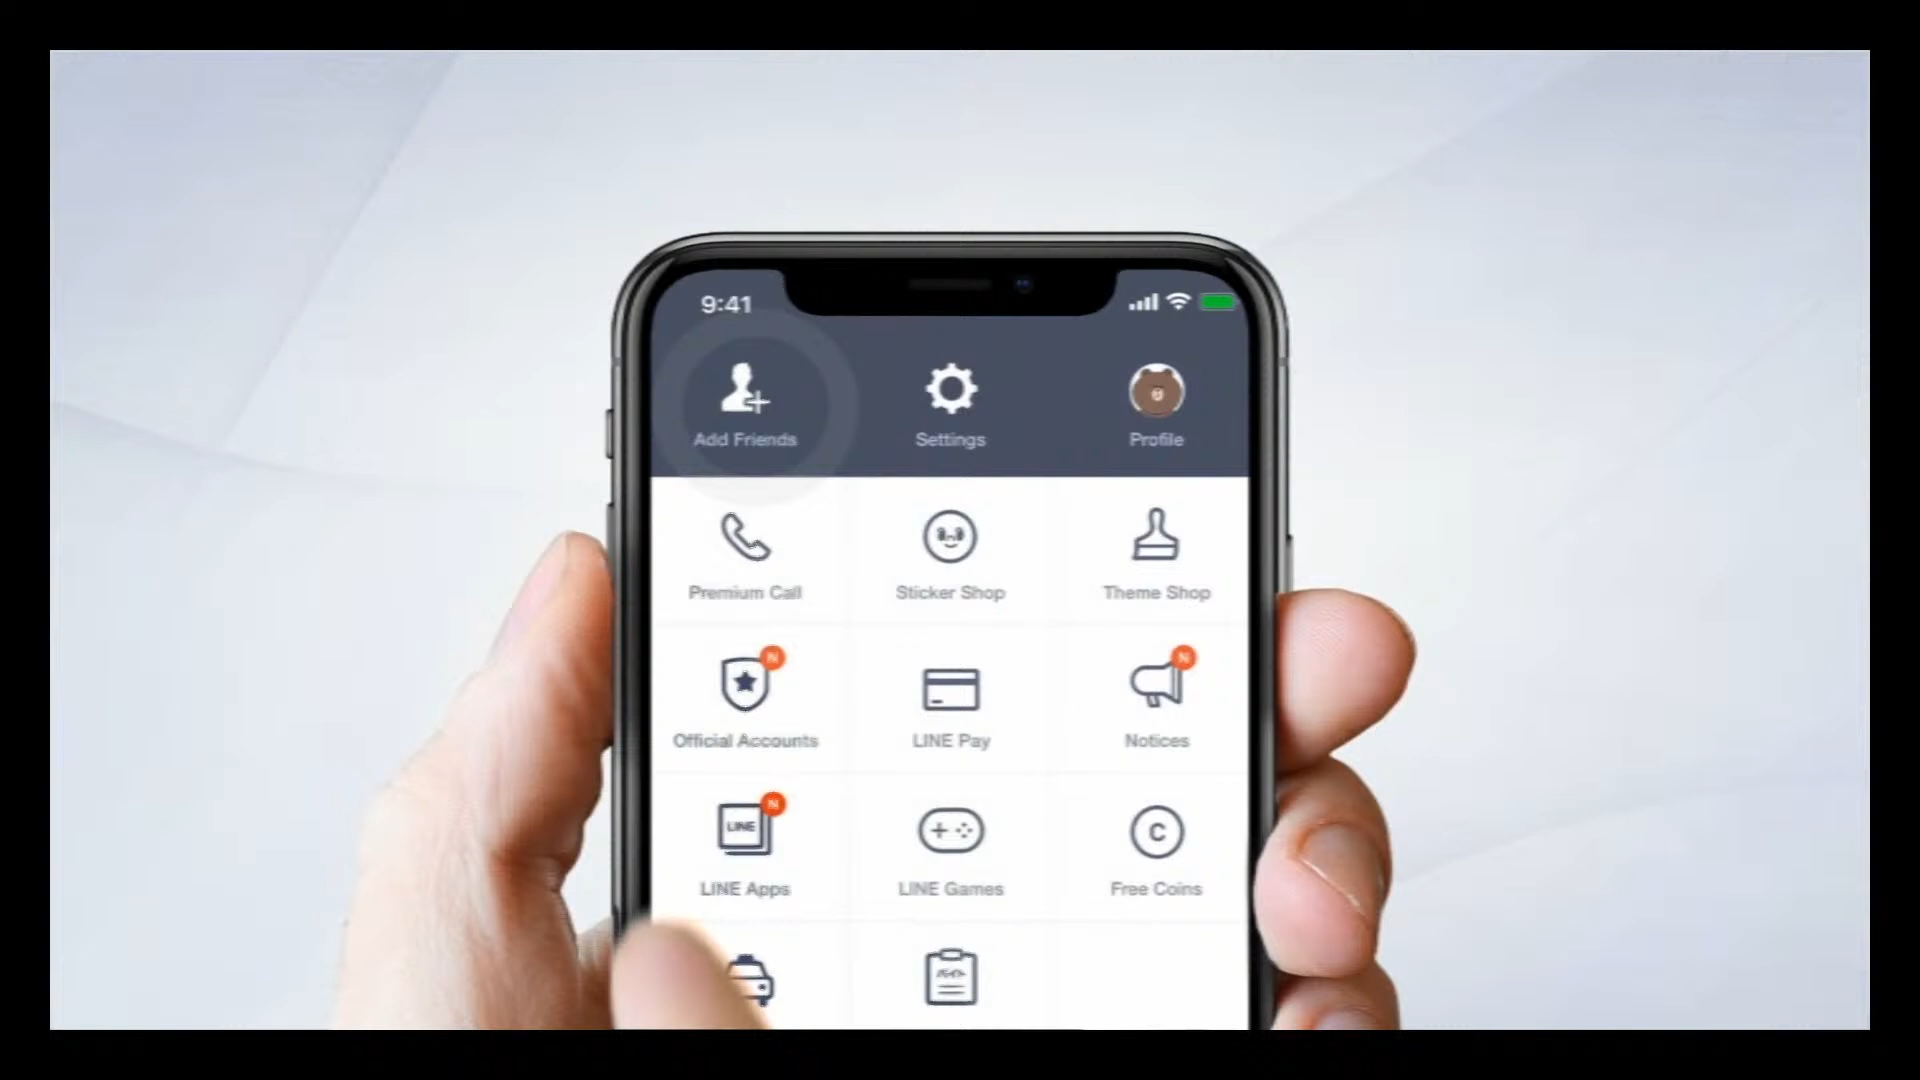 9:41
Add Friends
Settings
Profile
Premium Call
Sticker Shop
Theme Shop
N
N
Official Accounts
LINE Pay
Notices
N
LINE
C
LINE Apps
LINE Games
Free Coins